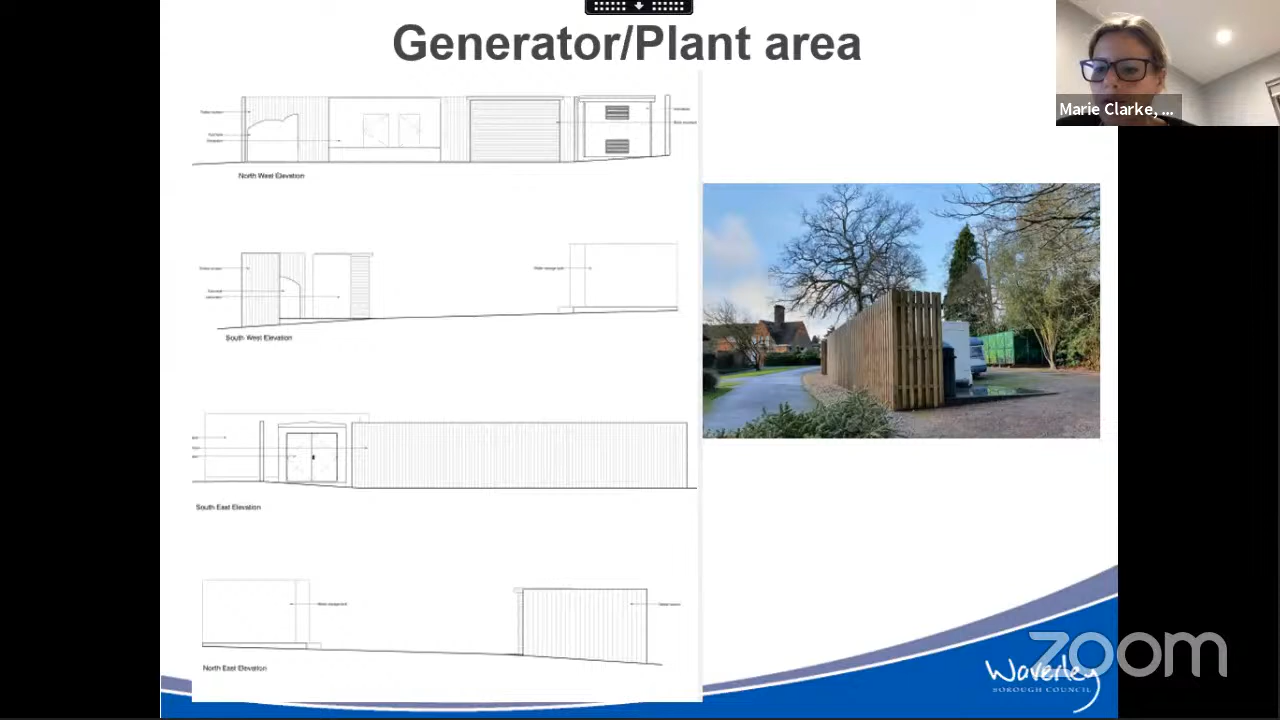 Generator/Plant area
Marie Clarke, ...
North West Elevation
South West Elevation
South East Elevation
North East Elevation
zoom
Waverley
BOROUGH COUNCIL